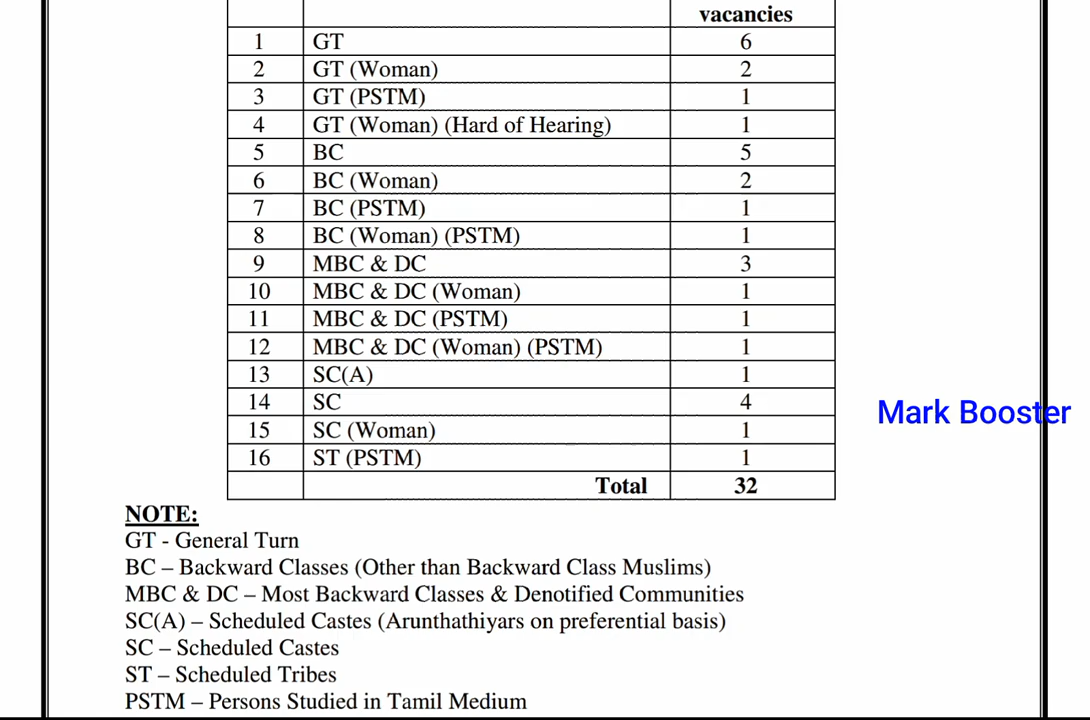 vacancies
1 GT 6
2 GT (Woman) 2
3 GT (PSTM) 1
4 GT (Woman) (Hard of Hearing) 1
5 BC 5
6 BC (Woman) 2
7 BC (PSTM) 1
8 BC (Woman) (PSTM) 1
9 MBC & DC 3
10 MBC & DC (Woman) 1
11 MBC & DC (PSTM) 1
12 MBC & DC (Woman) (PSTM) 1
13 SC(A) 1
14 SC 4
15 SC (Woman) 1
16 ST (PSTM) 1
Total 32
Mark Booster
NOTE:
GT - General Turn
BC – Backward Classes (Other than Backward Class Muslims)
MBC & DC – Most Backward Classes & Denotified Communities
SC(A) – Scheduled Castes (Arunthathiyars on preferential basis)
SC – Scheduled Castes
ST – Scheduled Tribes
PSTM – Persons Studied in Tamil Medium